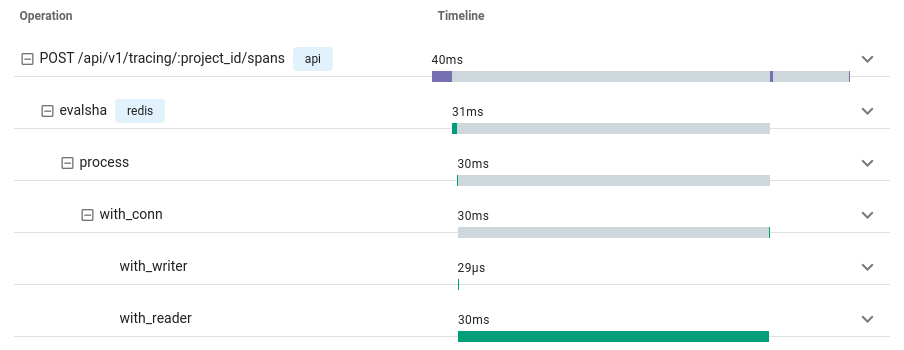 Operation Timeline
POST /api/v1/tracing/:project_id/spans api 40ms
evalsha redis 31ms
process 30ms
with_conn 30ms
with_writer 29μs
with_reader 30ms